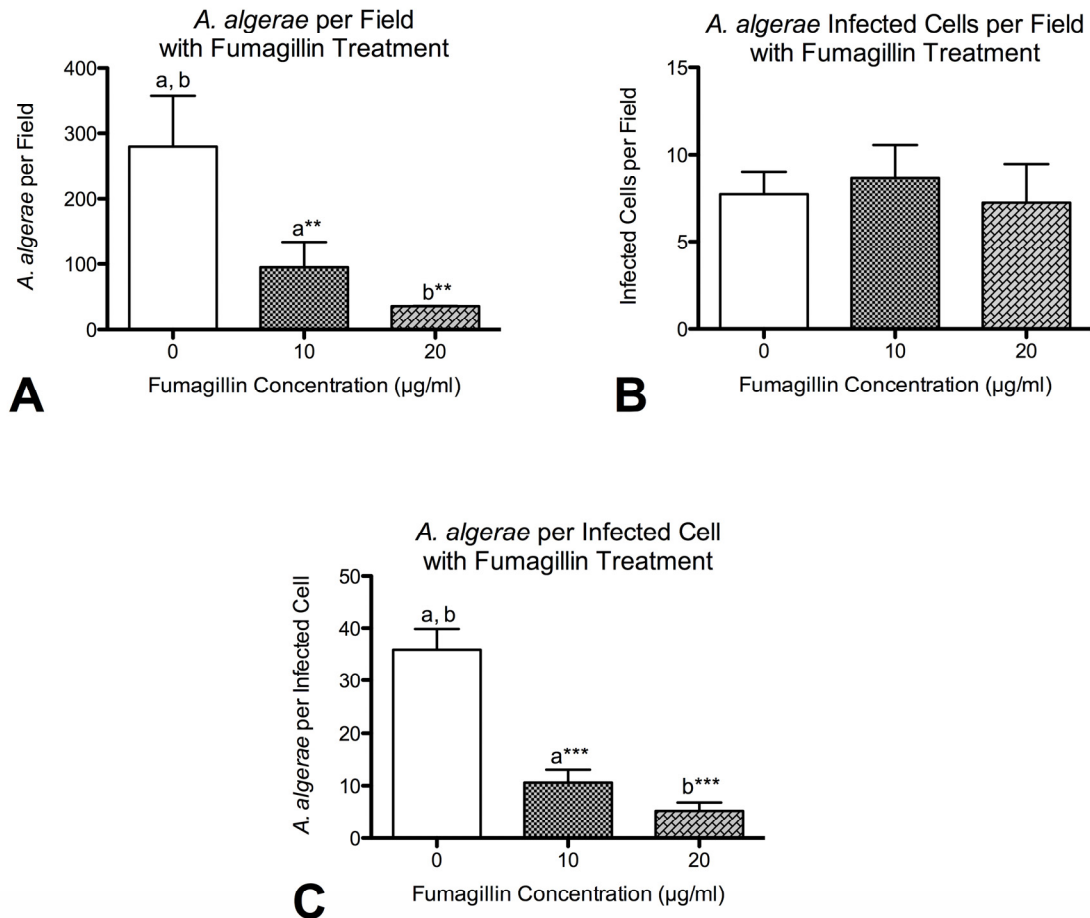 A. algerae per Field
with Fumagillin Treatment
A. algerae per Field
400
300
200
100
0
a, b
a**
b**
0 10 20
Fumagillin Concentration (µg/ml)
A
A. algerae Infected Cells per Field
with Fumagillin Treatment
Infected Cells per Field
15
10
5
0
0 10 20
Fumagillin Concentration (µg/ml)
B
A. algerae per Infected Cell
with Fumagillin Treatment
A. algerae per Infected Cell
50
40
30
20
10
0
a, b
a***
b***
0 10 20
Fumagillin Concentration (µg/ml)
C